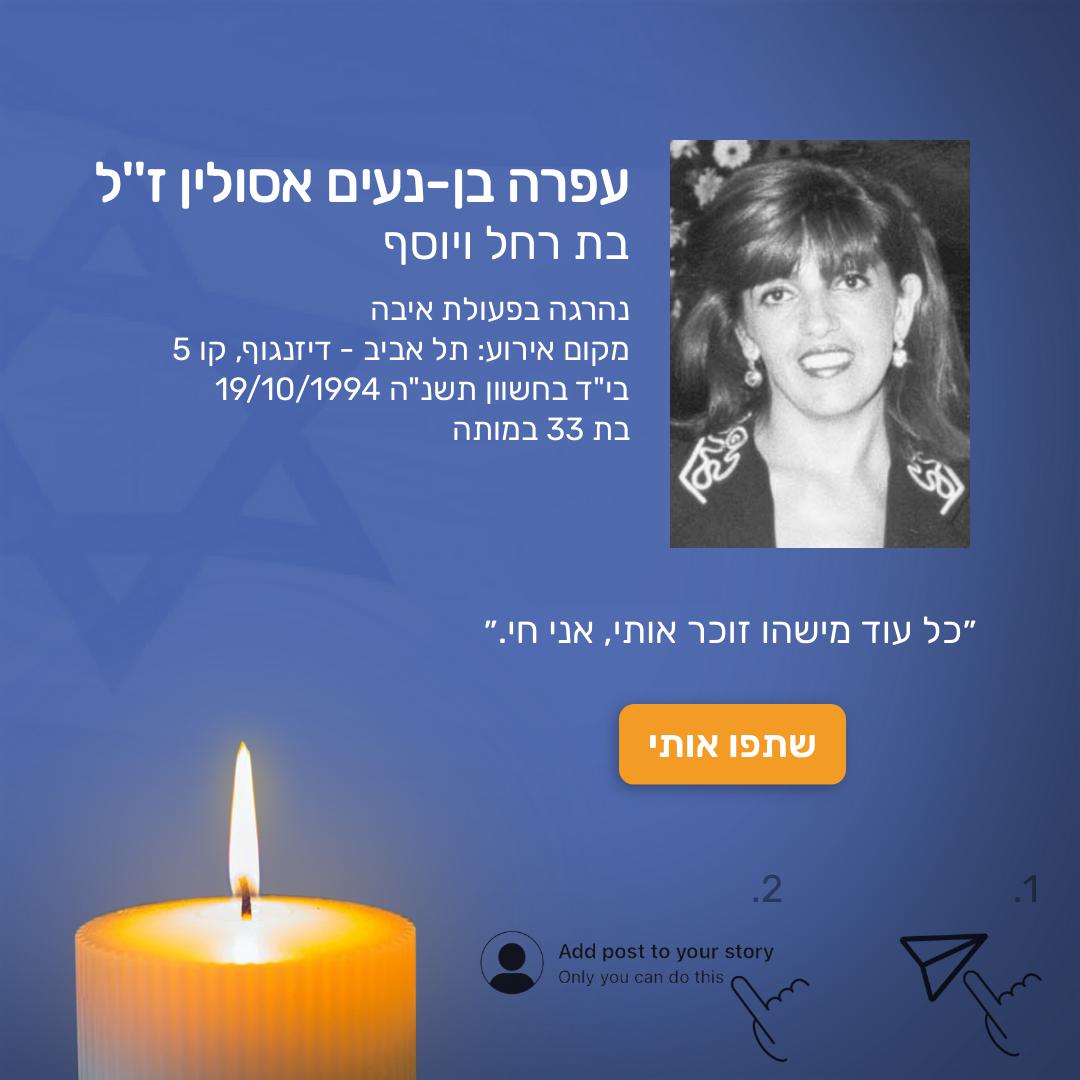 עפרה בן-נעים אסולין ז"ל
בת רחל ויוסף
נהרגה בפעולת איבה
מקום אירוע: תל אביב - דיזנגוף, קו 5
בי"ד בחשוון תשנ"ה 19/10/1994
בת 33 במותה
״כל עוד מישהו זוכר אותי, אני חי.״
שתפו אותי
1.
2.
Add post to your story
Only you can do this